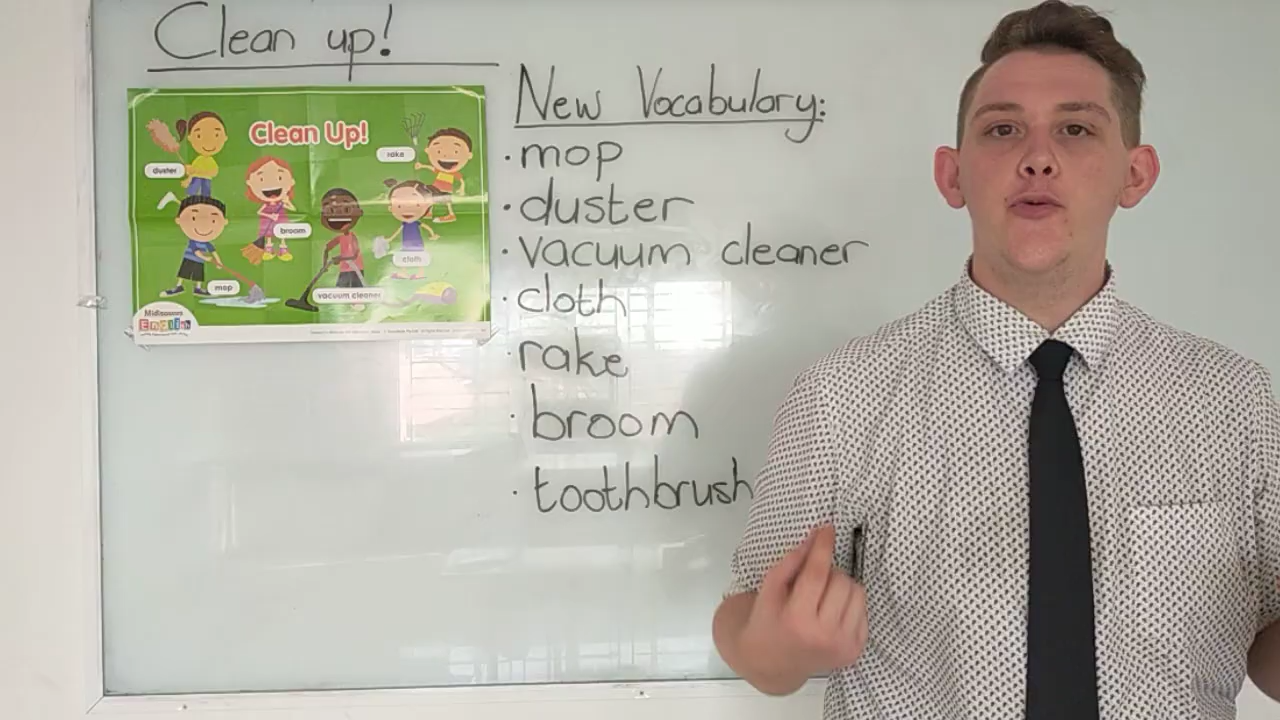 Clean up!
New Vocabulary:
· mop
· duster
· vacuum cleaner
· cloth
· rake
· broom
· toothbrush
Clean Up!
rake
duster
broom
cloth
mop
vacuum cleaner
English